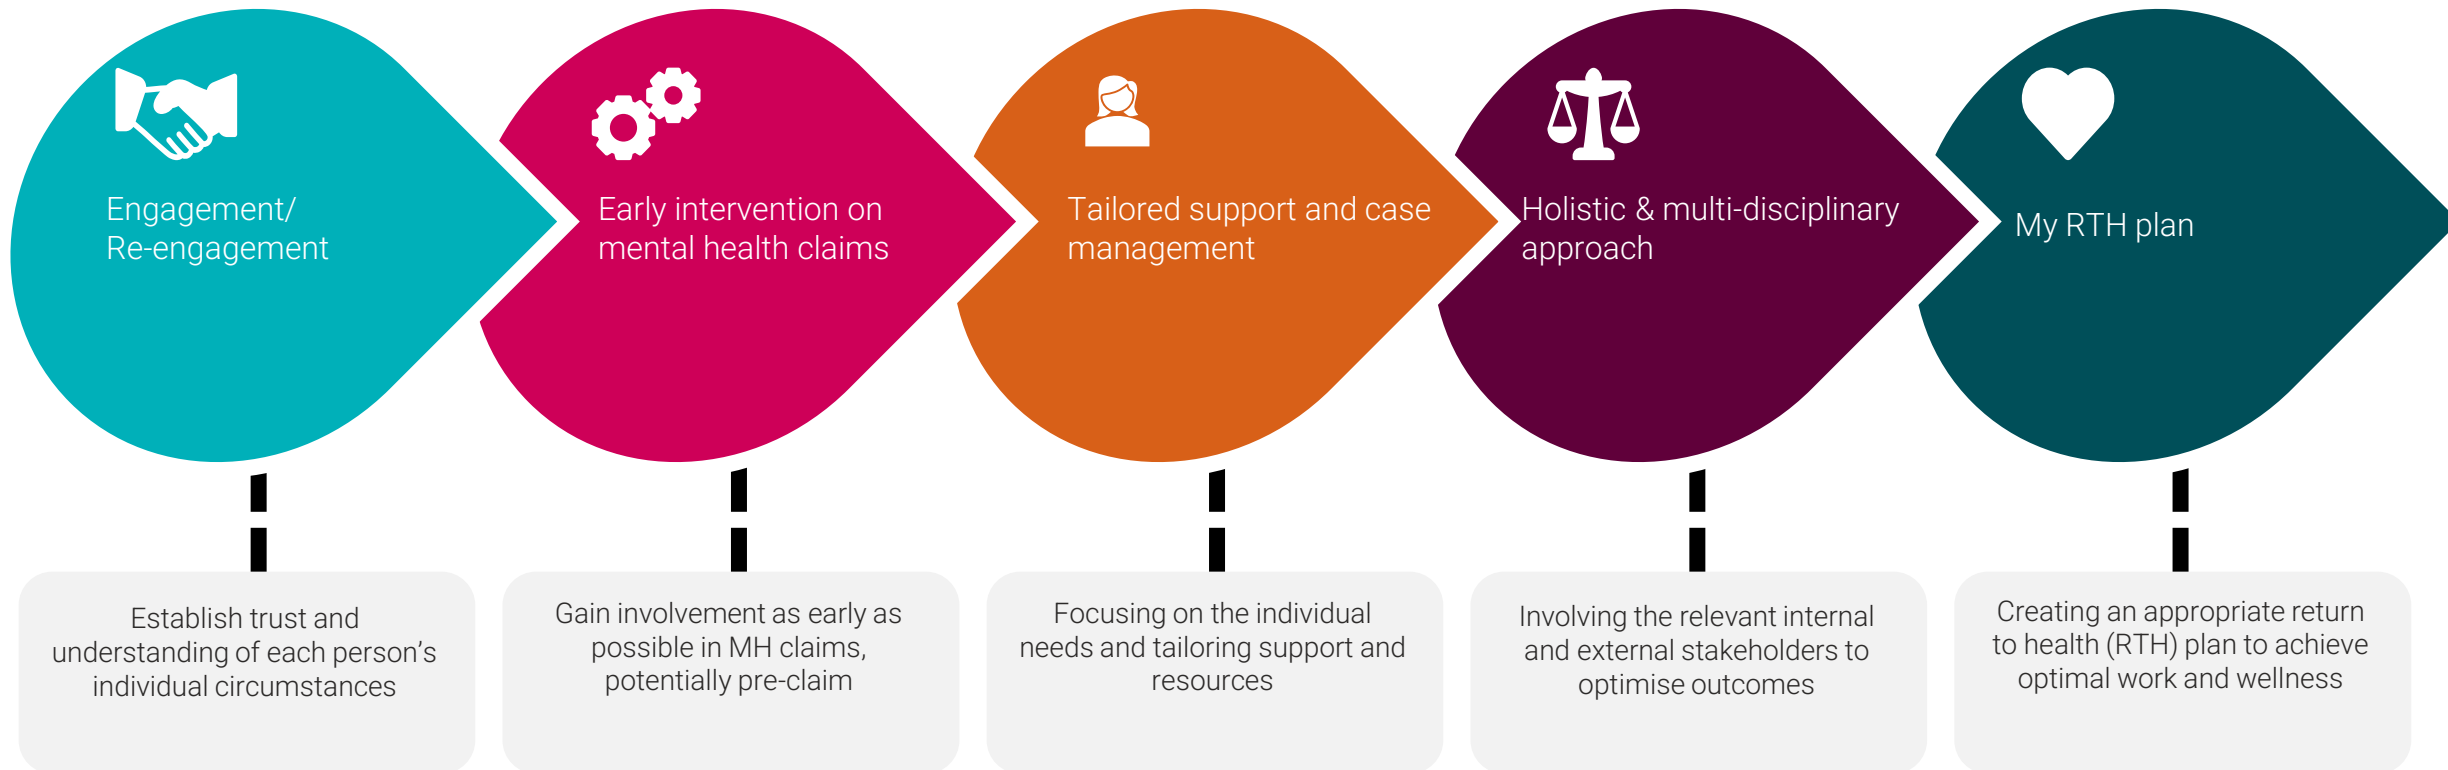 Engagement/
Re-engagement
Early intervention on
mental health claims
Tailored support and case
management
Holistic & multi-disciplinary
approach
My RTH plan
Establish trust and
understanding of each person’s
individual circumstances
Gain involvement as early as
possible in MH claims,
potentially pre-claim
Focusing on the individual
needs and tailoring support and
resources
Involving the relevant internal
and external stakeholders to
optimise outcomes
Creating an appropriate return
to health (RTH) plan to achieve
optimal work and wellness